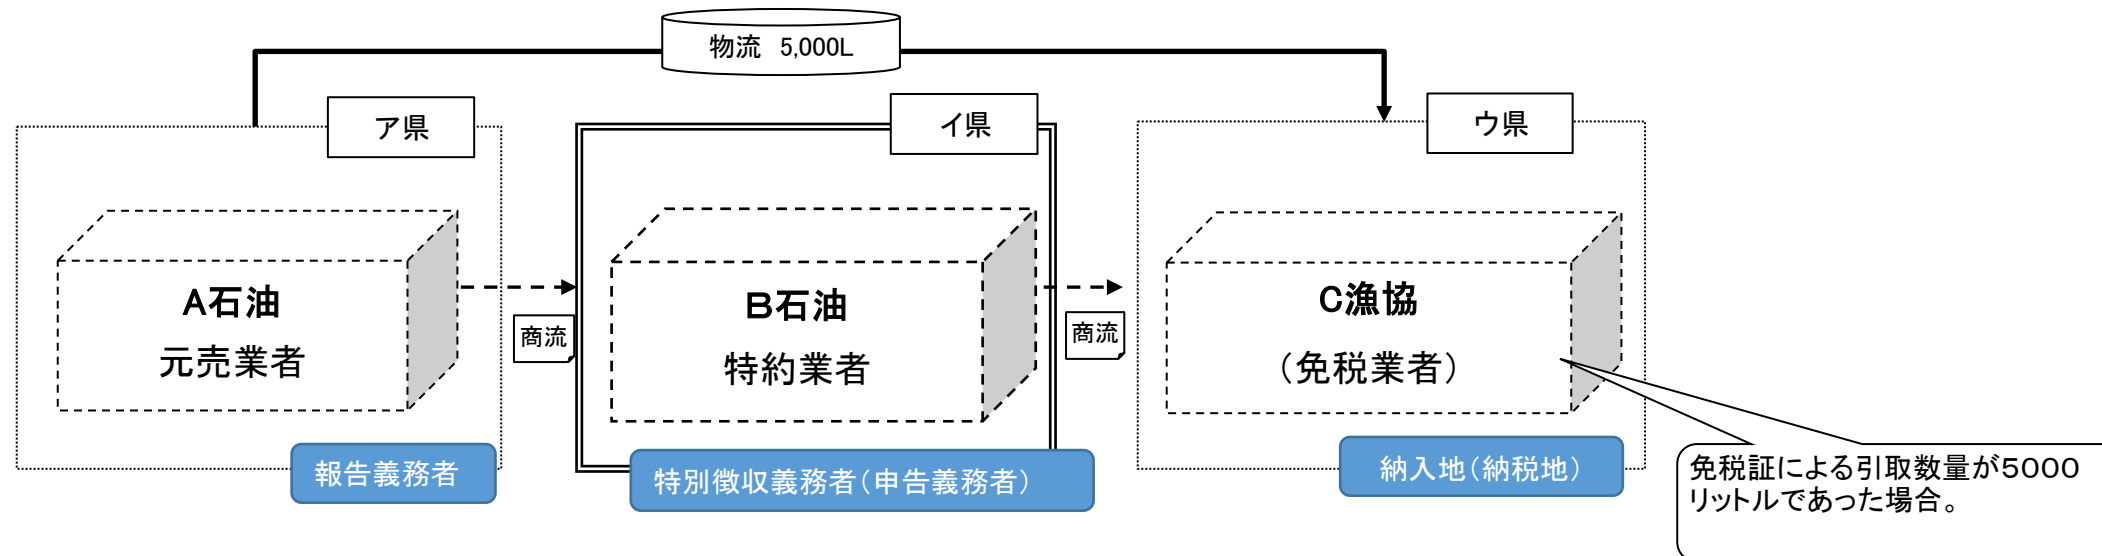 物流 5,000L
ア県
イ県
ウ県
A石油
元売業者
商流
B石油
特約業者
商流
C漁協
（免税業者）
報告義務者
特別徴収義務者（申告義務者）
納入地（納税地）
免税証による引取数量が５０００
リットルであった場合。